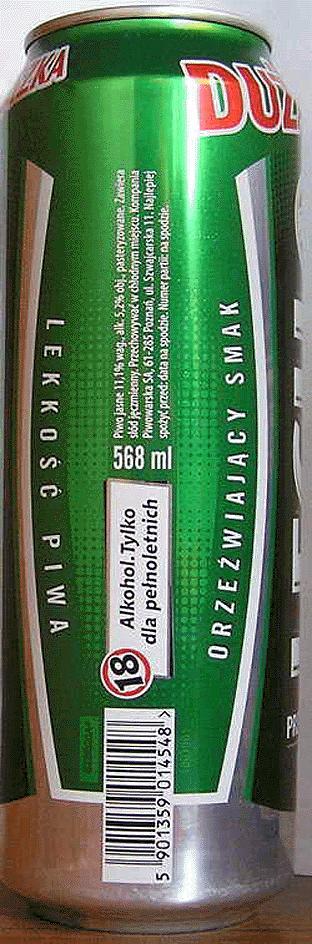 ZKA
DUŻ
LEKKOŚĆ PIWA
Piwo jasne 11,1% wag., alk. 5,2% obj., pasteryzowane. Zawiera
słód jęczmienny. Przechowywać w chłodnym miejscu. Kompania
Piwowarska SA, 61-285 Poznań, ul. Szwajcarska 11. Najlepiej
spożyć przed: data na spodzie. Numer partii: na spodzie.
568 ml
18
Alkohol. Tylko
dla pełnoletnich
ORZEŹWIAJĄCY SMAK
5 901359 014548 >